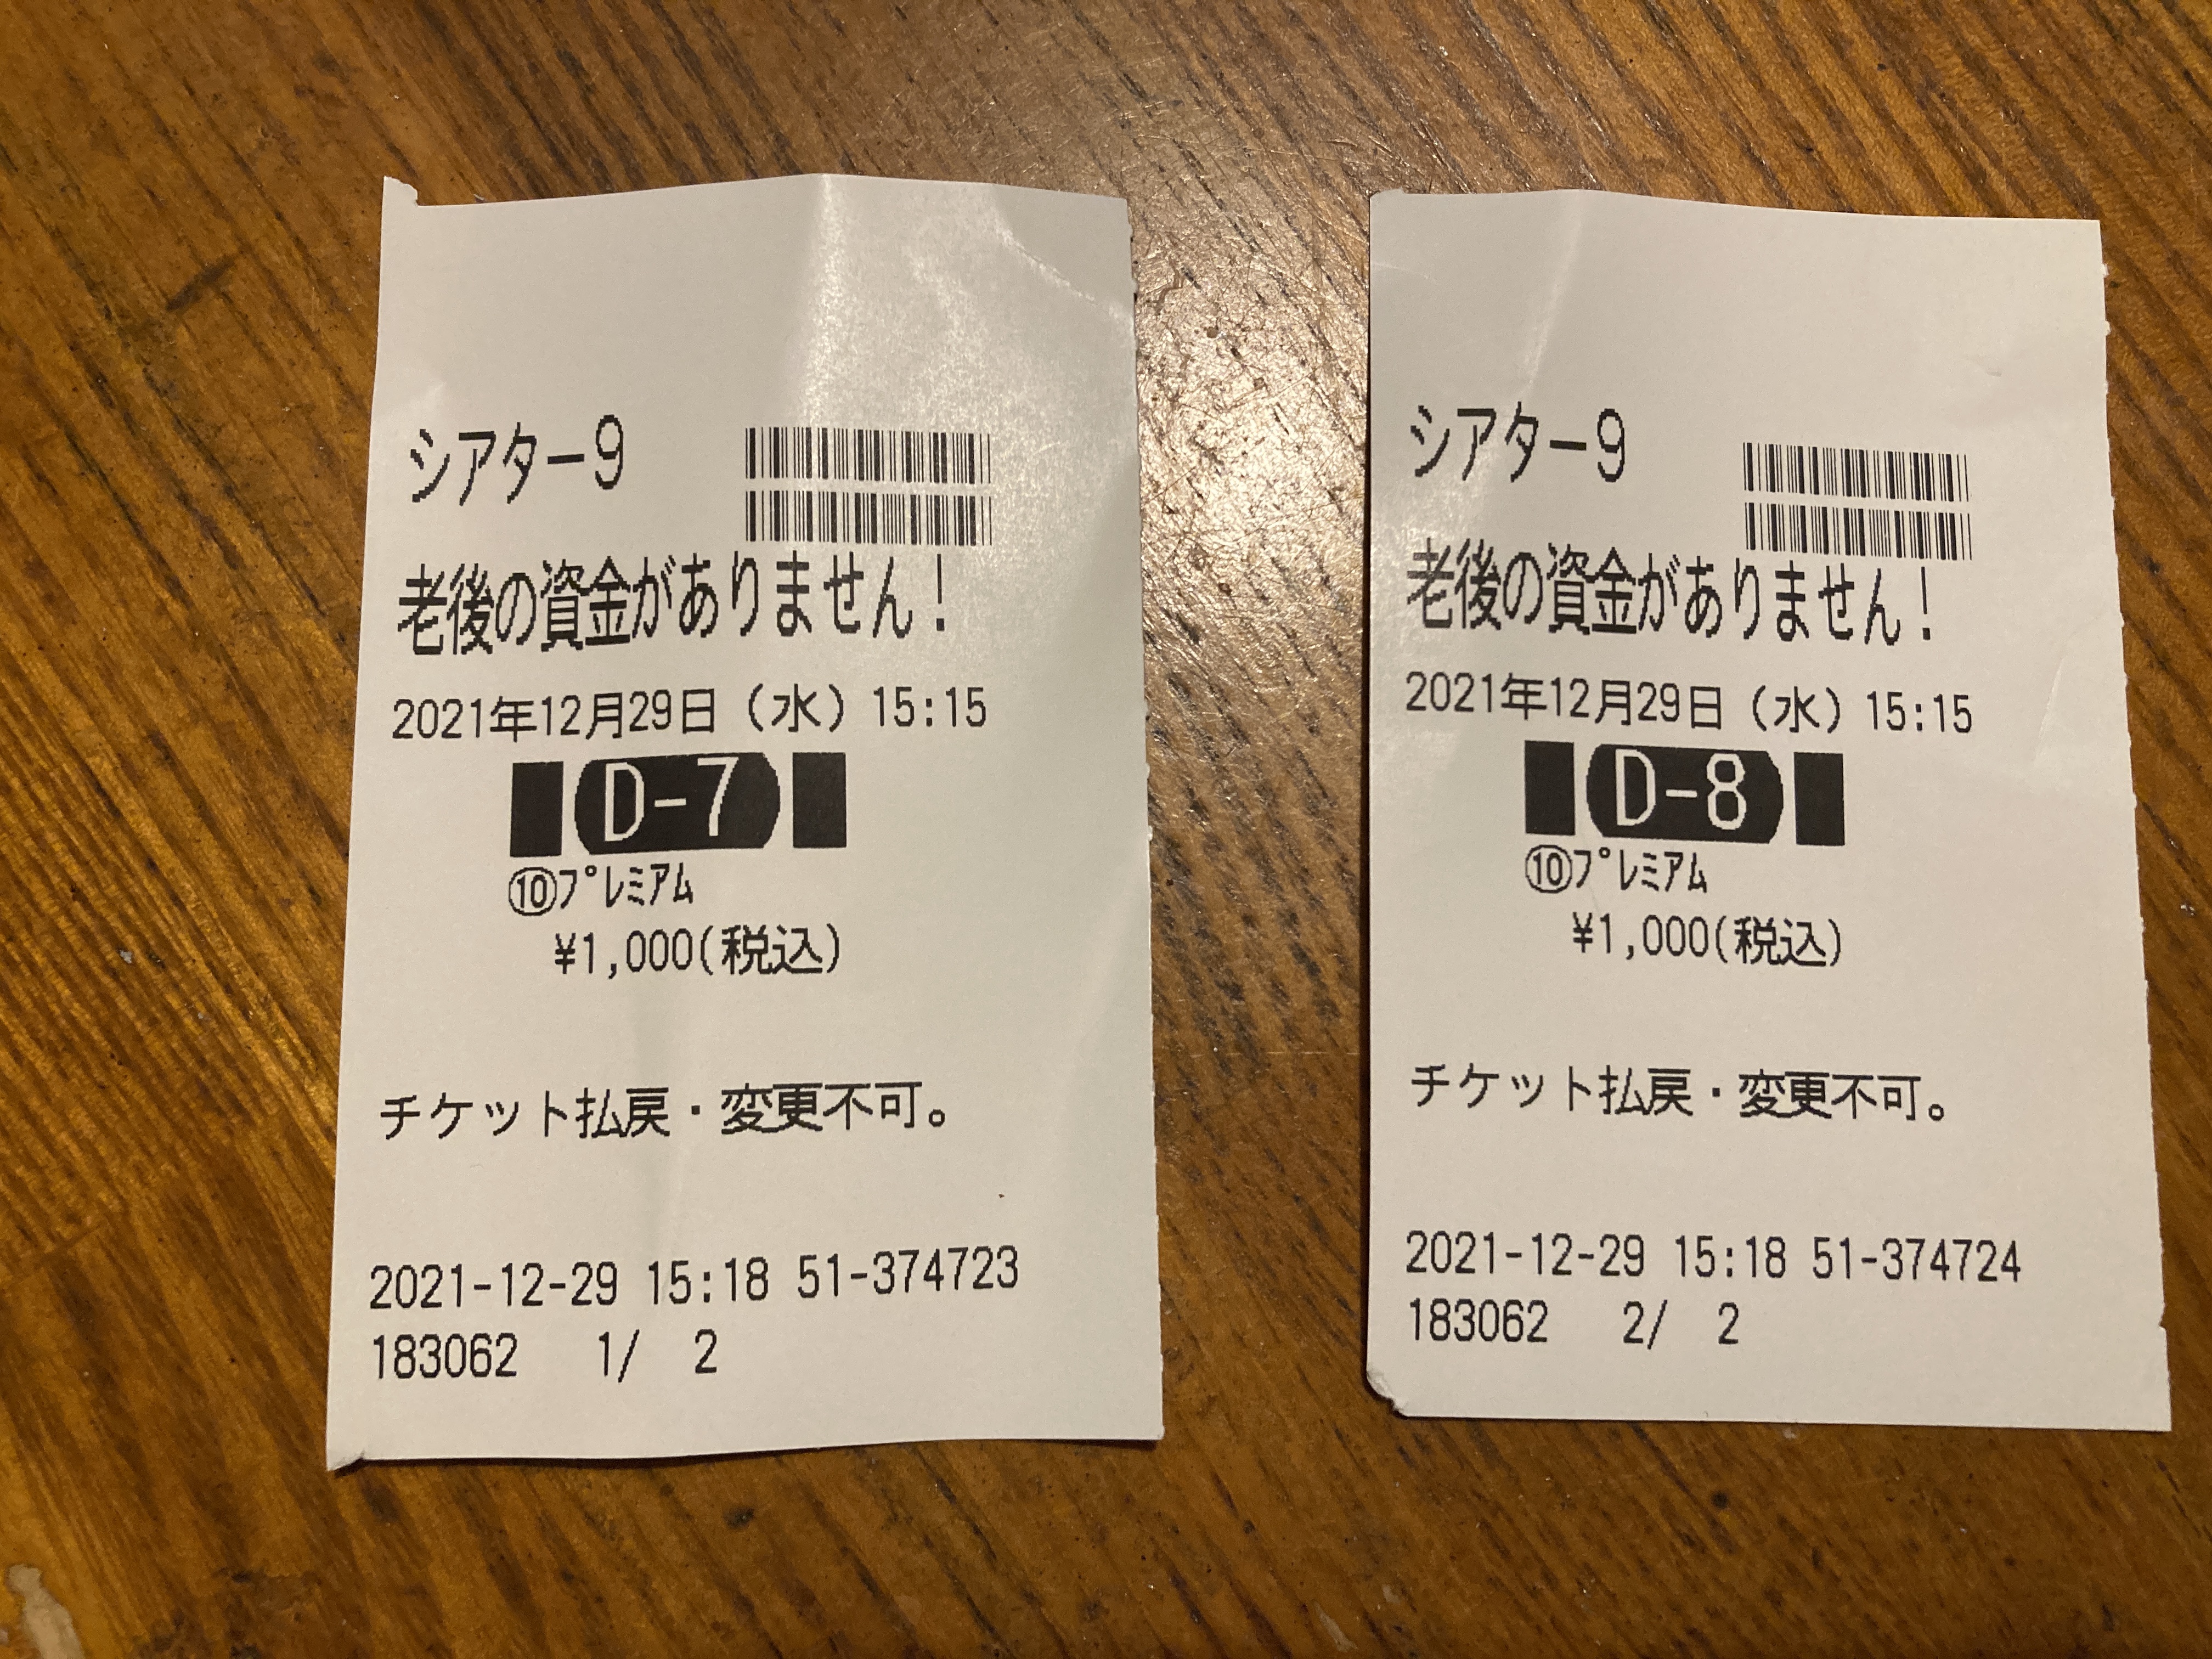 シアター9
老後の資金がありません！
2021年12月29日（水）15:15
D-7
⑩ﾌﾟﾚﾐｱﾑ
¥1,000(税込)
チケット払戻・変更不可。
2021-12-29 15:18 51-374723
183062 1/ 2
シアター9
老後の資金がありません！
2021年12月29日（水）15:15
D-8
⑩ﾌﾟﾚﾐｱﾑ
¥1,000(税込)
チケット払戻・変更不可。
2021-12-29 15:18 51-374724
183062 2/ 2